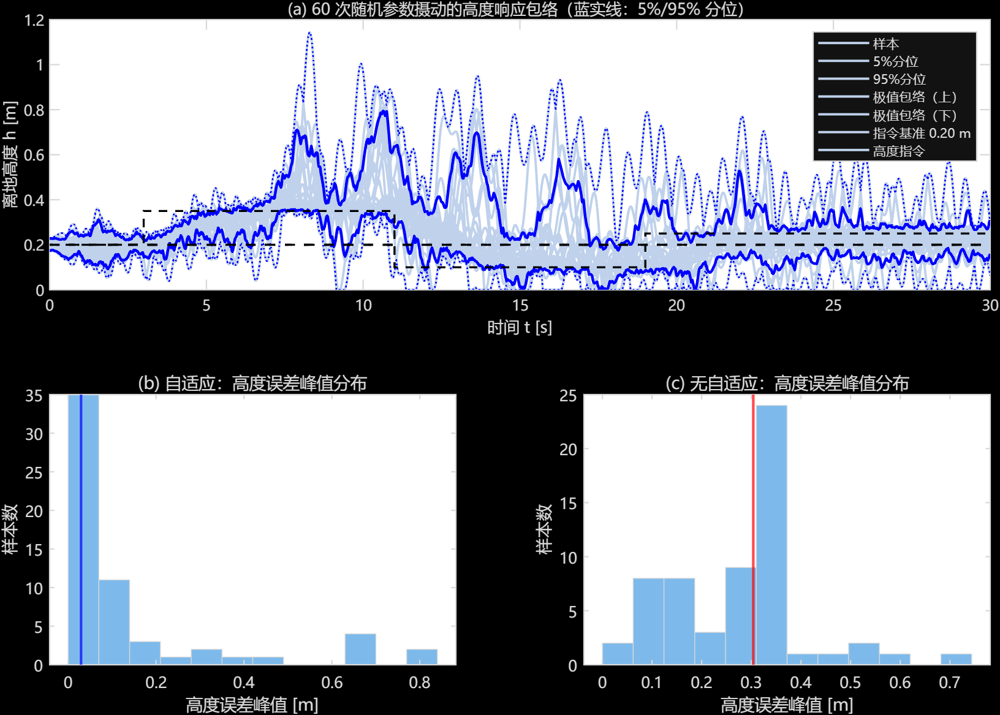 (a) 60 次随机参数摄动的高度响应包络（蓝实线：5%/95% 分位）
离地高度 h [m]
1.2
1
0.8
0.6
0.4
0.2
0
样本
5%分位
95%分位
极值包络（上）
极值包络（下）
指令基准 0.20 m
高度指令
0 5 10 15 20 25 30
时间 t [s]
(b) 自适应：高度误差峰值分布
样本数
35
30
25
20
15
10
5
0
0 0.2 0.4 0.6 0.8
高度误差峰值 [m]
(c) 无自适应：高度误差峰值分布
样本数
25
20
15
10
5
0
0 0.1 0.2 0.3 0.4 0.5 0.6 0.7
高度误差峰值 [m]